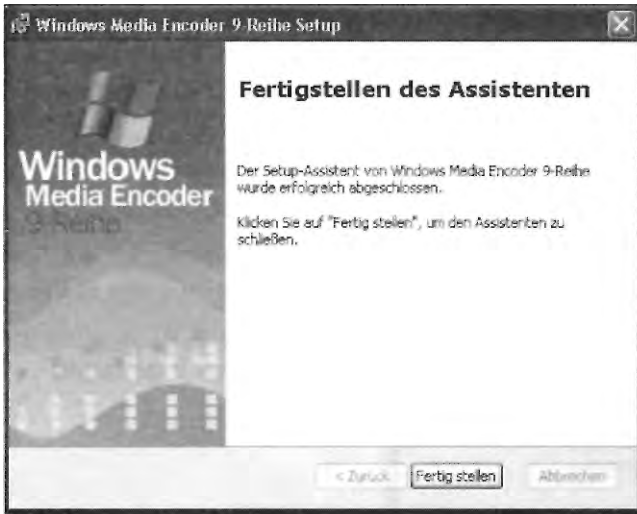 Windows Media Encoder 9-Reihe Setup
Windows
Media Encoder
9-Reihe
Fertigstellen des Assistenten
Der Setup-Assistent von Windows Media Encoder 9-Reihe
wurde erfolgreich abgeschlossen.
Klicken Sie auf "Fertig stellen", um den Assistenten zu
schließen.
< Zurück
Fertig stellen
Abbrechen